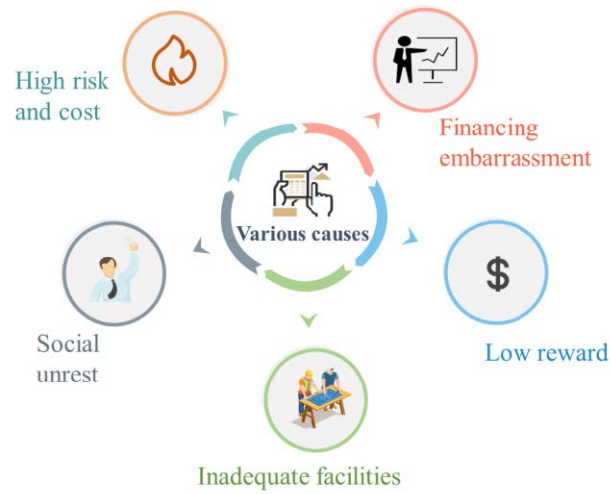 High risk
and cost
Financing
embarrassment
Various causes
$
Social
unrest
Low reward
Inadequate facilities